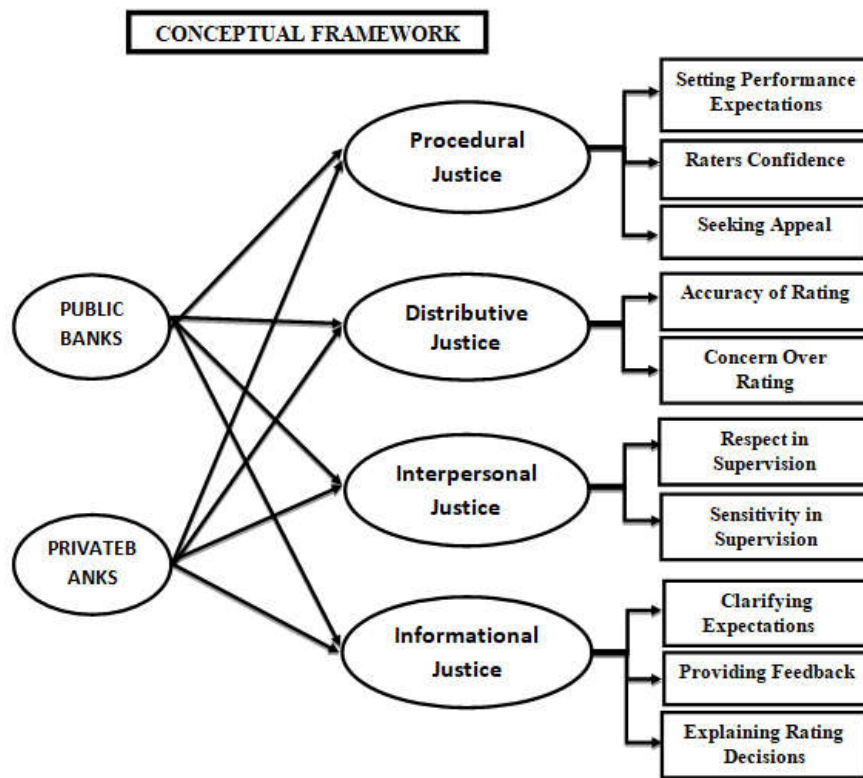 CONCEPTUAL FRAMEWORK
PUBLIC
BANKS
PRIVATEB
ANKS
Procedural
Justice
Distributive
Justice
Interpersonal
Justice
Informational
Justice
Setting Performance
Expectations
Raters Confidence
Seeking Appeal
Accuracy of Rating
Concern Over
Rating
Respect in
Supervision
Sensitivity in
Supervision
Clarifying
Expectations
Providing Feedback
Explaining Rating
Decisions